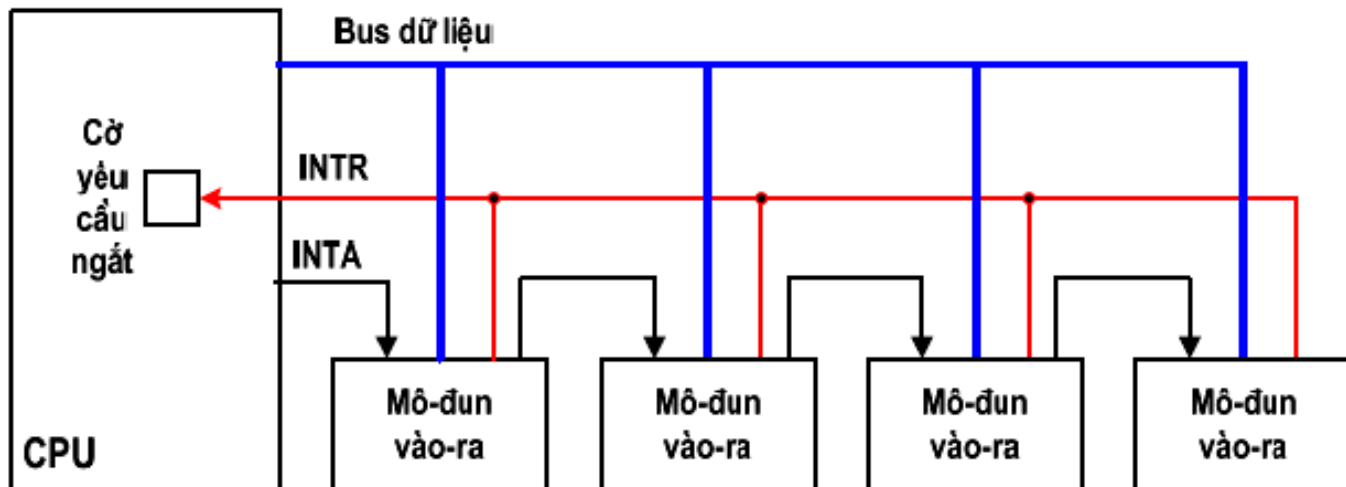 Bus dữ liệu
Cờ
yêu
cầu
ngắt
INTR
INTA
CPU
Mô-đun
vào-ra
Mô-đun
vào-ra
Mô-đun
vào-ra
Mô-đun
vào-ra